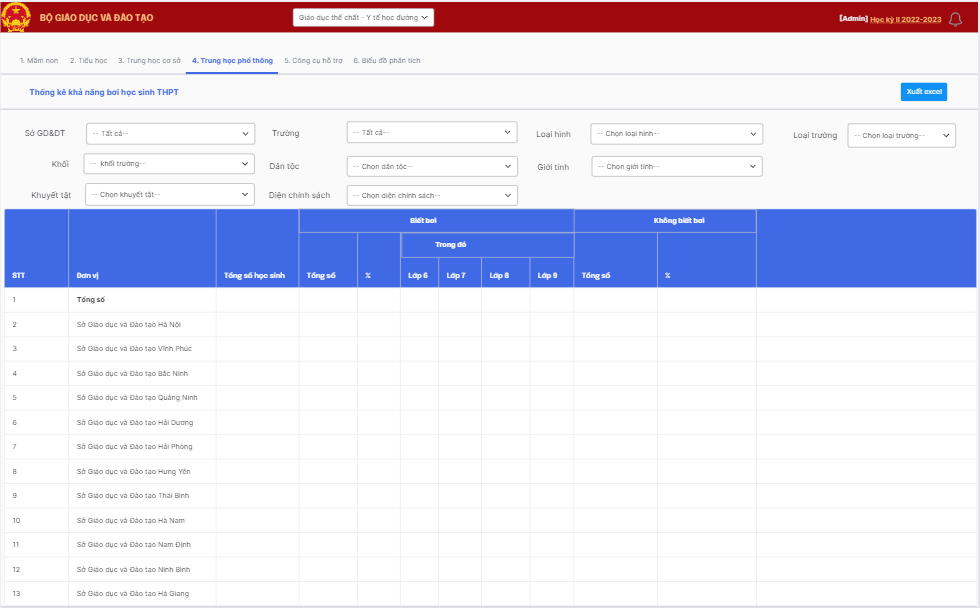 BỘ GIÁO DỤC VÀ ĐÀO TẠO
Giáo dục thể chất - Y tế học đường
[Admin] Học kỳ II 2022-2023
1. Mầm non 2. Tiểu học 3. Trung học cơ sở 4. Trung học phổ thông 5. Công cụ hỗ trợ 6. Biểu đồ phân tích
Thống kê khả năng bơi học sinh THPT
Xuất excel
Sở GD&ĐT -- Tất cả-- Trường -- Tất cả-- Loại hình -- Chọn loại hình-- Loại trường -- Chọn loại trường--
Khối -- khối trường-- Dân tộc -- Chọn dân tộc-- Giới tính -- Chọn giới tính--
Khuyết tật -- Chọn khuyết tật-- Diện chính sách -- Chọn diện chính sách--
Biết bơi Không biết bơi
Trong đó
STT Đơn vị Tổng số học sinh Tổng số % Lớp 6 Lớp 7 Lớp 8 Lớp 9 Tổng số %
1 Tổng số
2 Sở Giáo dục và Đào tạo Hà Nội
3 Sở Giáo dục và Đào tạo Vĩnh Phúc
4 Sở Giáo dục và Đào tạo Bắc Ninh
5 Sở Giáo dục và Đào tạo Quảng Ninh
6 Sở Giáo dục và Đào tạo Hải Dương
7 Sở Giáo dục và Đào tạo Hải Phòng
8 Sở Giáo dục và Đào tạo Hưng Yên
9 Sở Giáo dục và Đào tạo Thái Bình
10 Sở Giáo dục và Đào tạo Hà Nam
11 Sở Giáo dục và Đào tạo Nam Định
12 Sở Giáo dục và Đào tạo Ninh Bình
13 Sở Giáo dục và Đào tạo Hà Giang